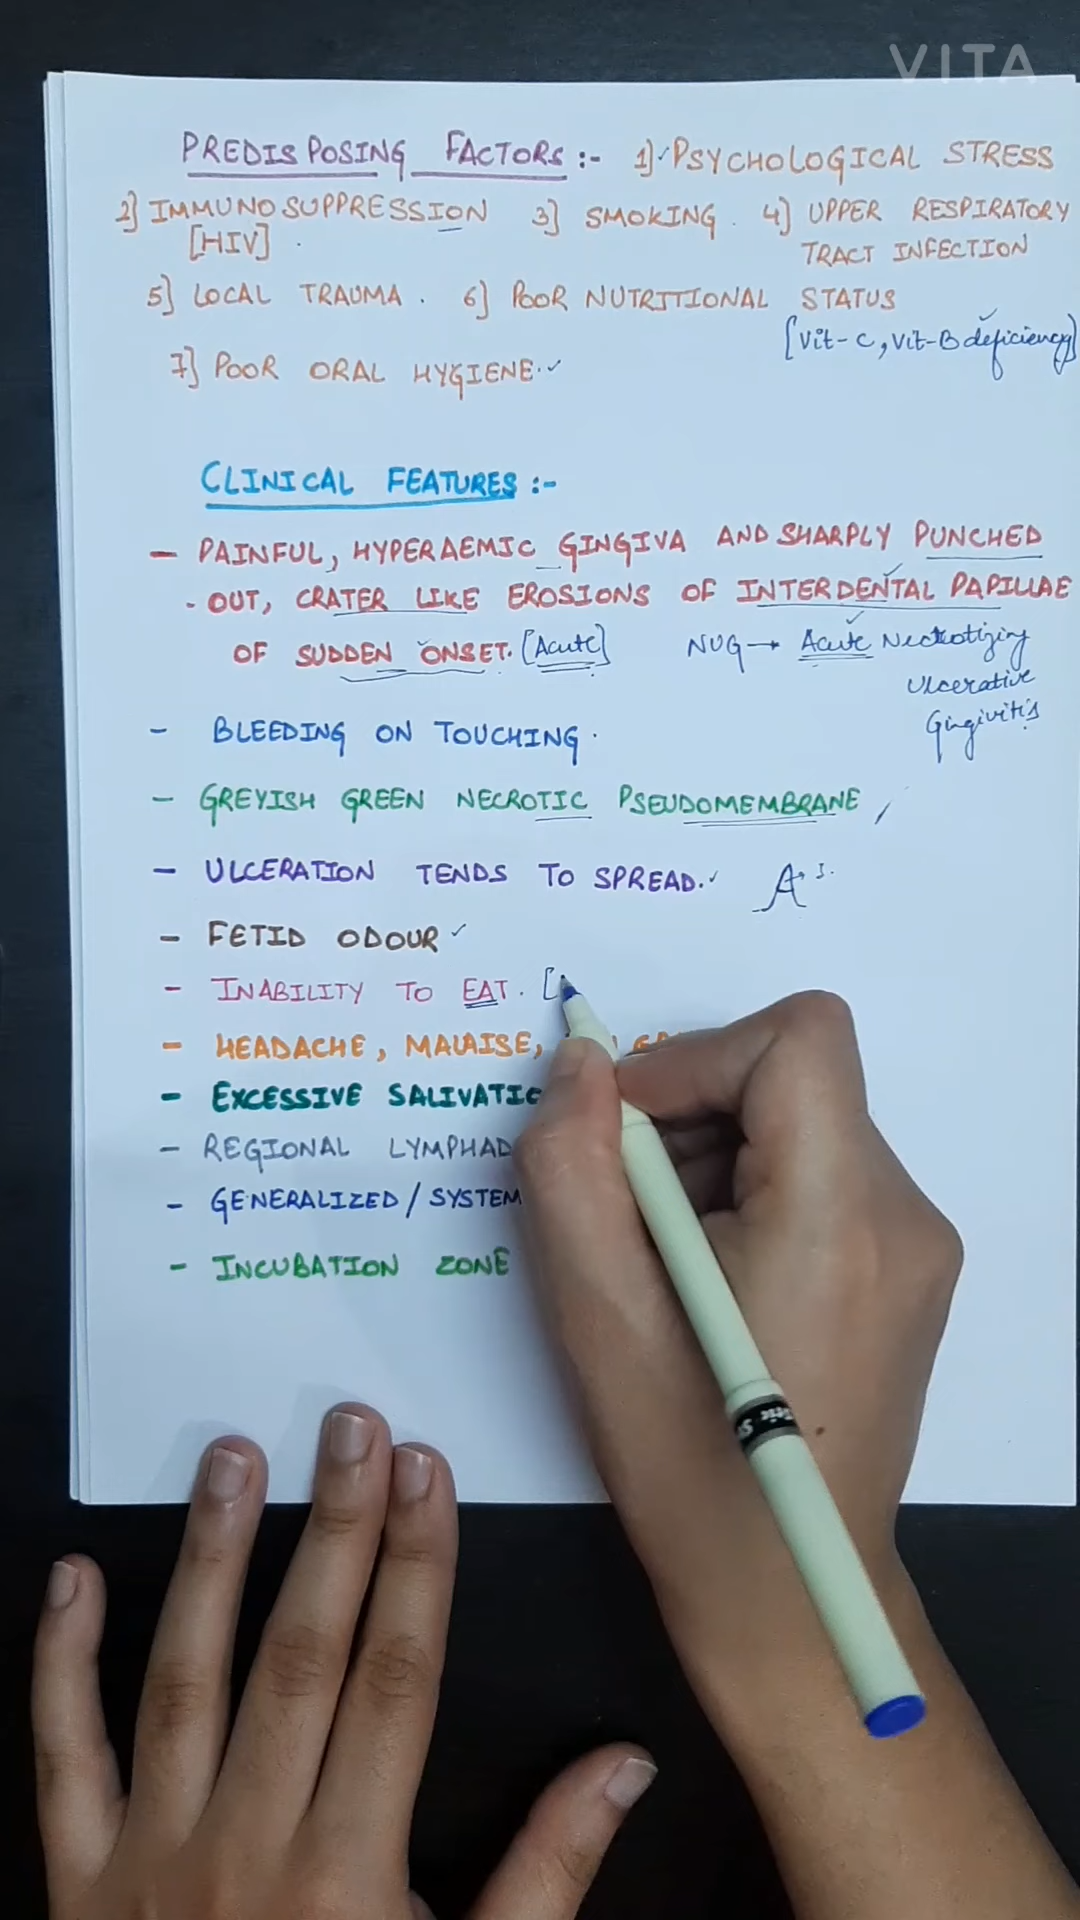 VITA
PREDISPOSING FACTORS :- 1] PSYCHOLOGICAL STRESS
2] IMMUNOSUPPRESSION 3] SMOKING. 4] UPPER RESPIRATORY
[HIV]. TRACT INFECTION
5] LOCAL TRAUMA. 6] POOR NUTRITIONAL STATUS
[Vit-C, Vit-B deficiency]
7] POOR ORAL HYGIENE.
CLINICAL FEATURES :-
- PAINFUL, HYPERAEMIC GINGIVA AND SHARPLY PUNCHED
- OUT, CRATER LIKE EROSIONS OF INTERDENTAL PAPILLAE
OF SUDDEN ONSET. [Acute] NUG → Acute Necrotizing
Ulcerative
Gingivitis
- BLEEDING ON TOUCHING.
- GREYISH GREEN NECROTIC PSEUDOMEMBRANE
- ULCERATION TENDS TO SPREAD. A
- FETID ODOUR
- INABILITY TO EAT. [
- HEADACHE, MALAISE,
- EXCESSIVE
- REGIONAL
- GENERALIZED/
- INCUBATION ZONE